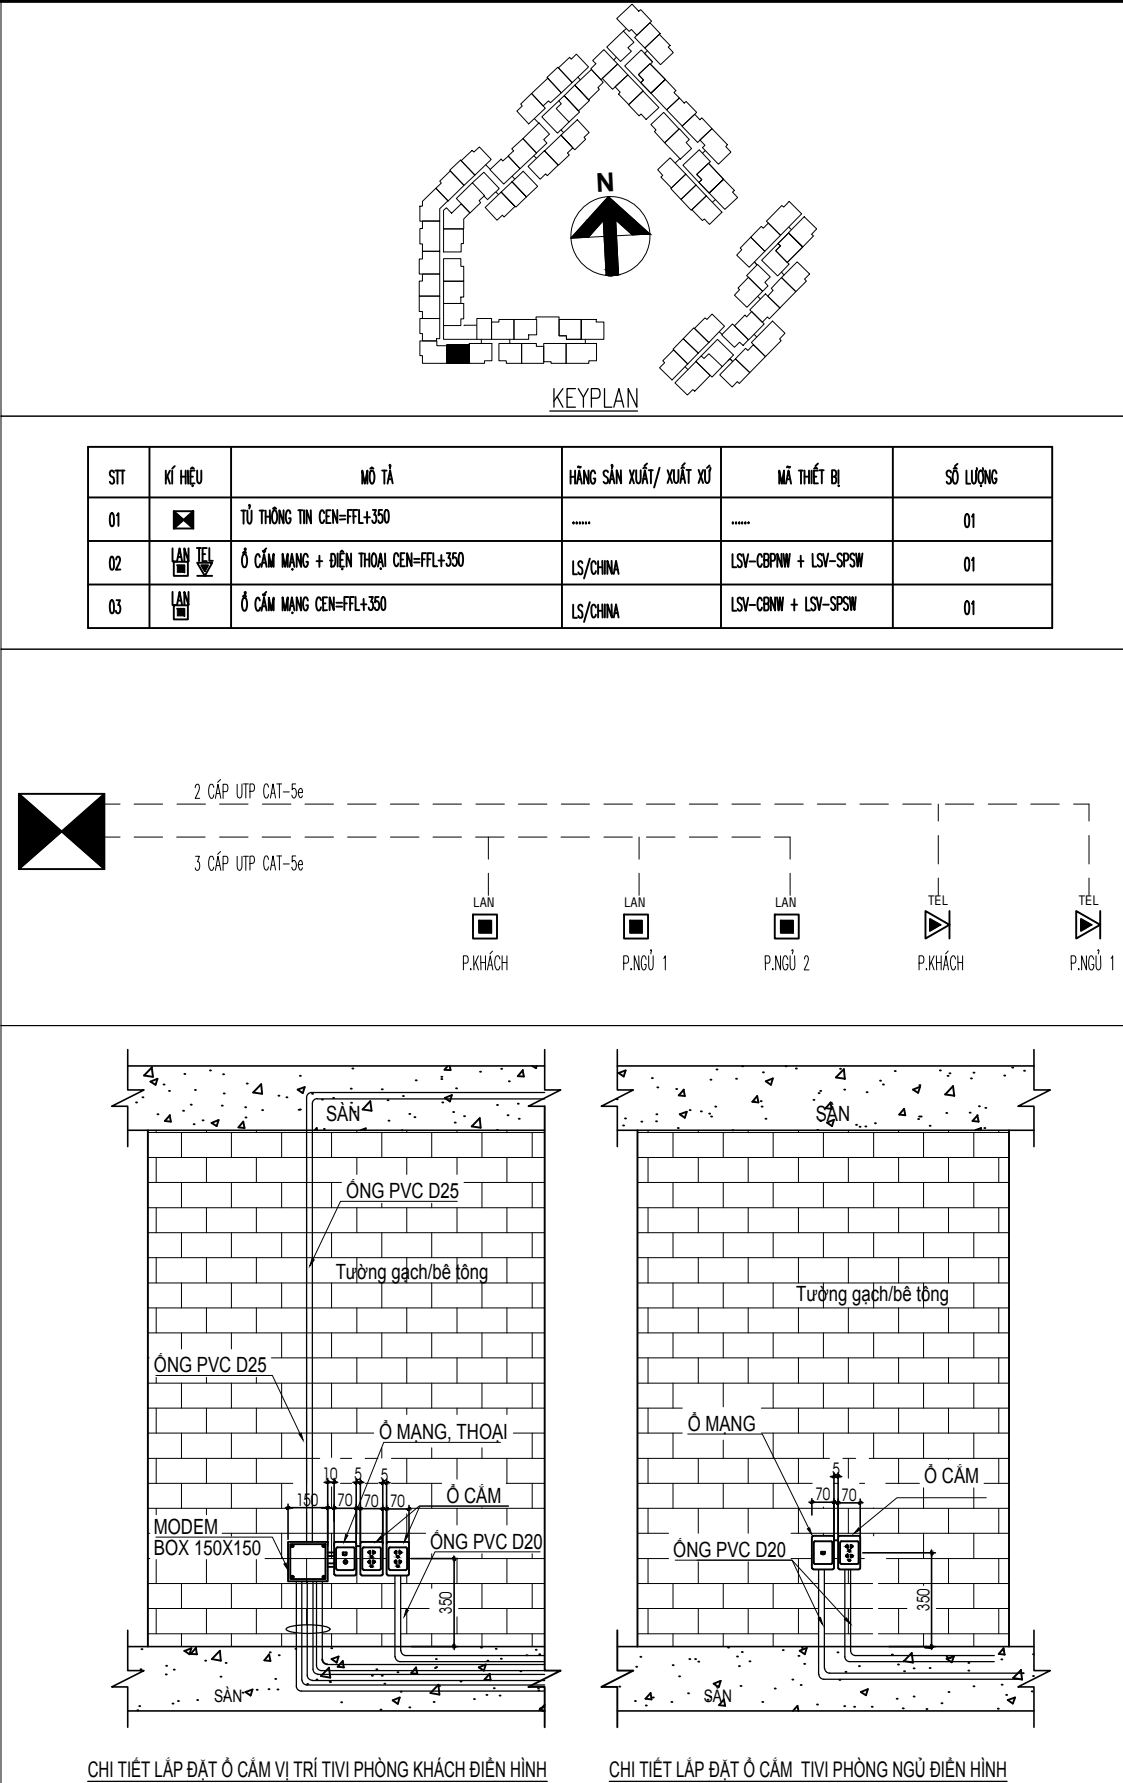 N
KEYPLAN
STT KÍ HIỆU MÔ TẢ HÃNG SẢN XUẤT/ XUẤT XỨ MÃ THIẾT BỊ SỐ LƯỢNG
01 TỦ THÔNG TIN CEN=FFL+350 ...... ...... 01
02 LAN TEL Ổ CẮM MẠNG + ĐIỆN THOẠI CEN=FFL+350 LS/CHINA LSV-CBPNW + LSV-SPSW 01
03 LAN Ổ CẮM MẠNG CEN=FFL+350 LS/CHINA LSV-CBNW + LSV-SPSW 01
2 CÁP UTP CAT-5e
3 CÁP UTP CAT-5e
LAN LAN LAN TEL TEL
P.KHÁCH P.NGỦ 1 P.NGỦ 2 P.KHÁCH P.NGỦ 1
SÀN SÀN
ỐNG PVC D25
Tường gạch/bê tông
Tường gạch/bê tông
ỐNG PVC D25
Ổ MẠNG, THOẠI
Ổ MẠNG
10 5 5
5
Ổ CẮM
Ổ CẮM
150 70 70 70
70 70
MODEM
BOX 150X150
ỐNG PVC D20
ỐNG PVC D20
350
350
SÀN SÀN
CHI TIẾT LẮP ĐẶT Ổ CẮM VỊ TRÍ TIVI PHÒNG KHÁCH ĐIỂN HÌNH
CHI TIẾT LẮP ĐẶT Ổ CẮM TIVI PHÒNG NGỦ ĐIỂN HÌNH